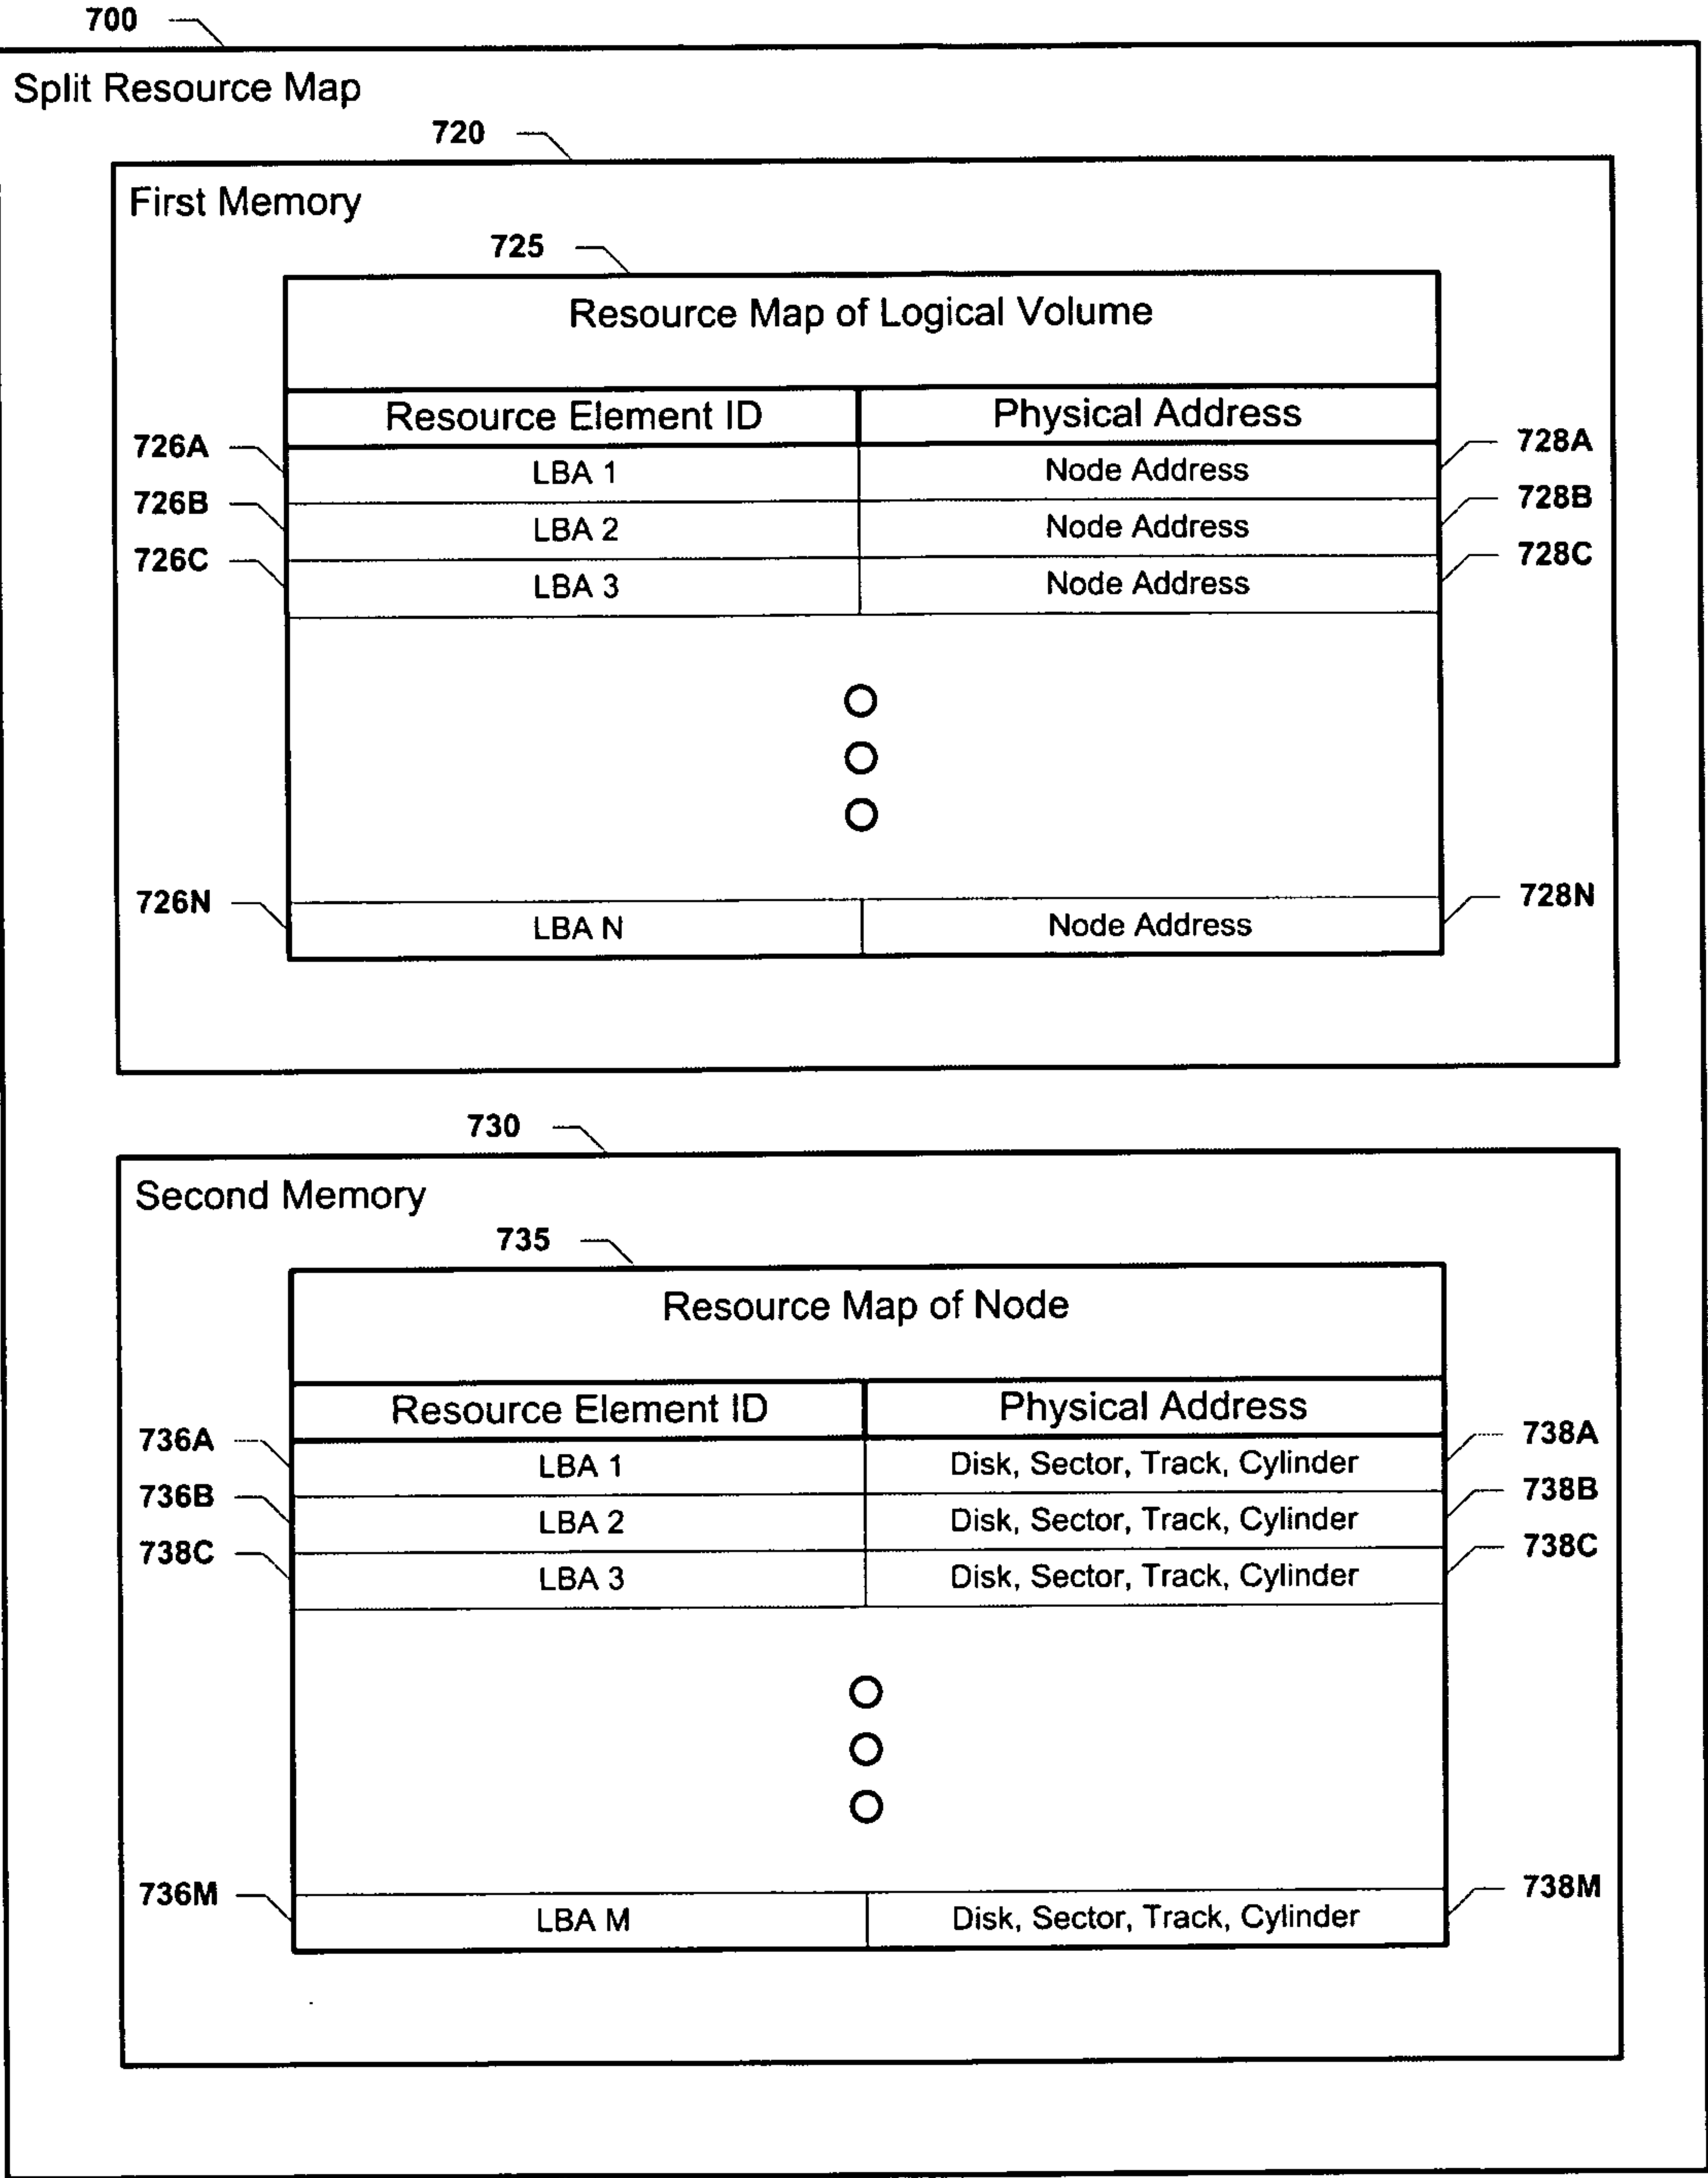 700
Split Resource Map
720
First Memory
725
Resource Map of Logical Volume
Resource Element ID Physical Address
726A LBA 1 Node Address 728A
726B LBA 2 Node Address 728B
726C LBA 3 Node Address 728C
726N LBA N Node Address 728N
730
Second Memory
735
Resource Map of Node
Resource Element ID Physical Address
736A LBA 1 Disk, Sector, Track, Cylinder 738A
736B LBA 2 Disk, Sector, Track, Cylinder 738B
738C LBA 3 Disk, Sector, Track, Cylinder 738C
736M LBA M Disk, Sector, Track, Cylinder 738M